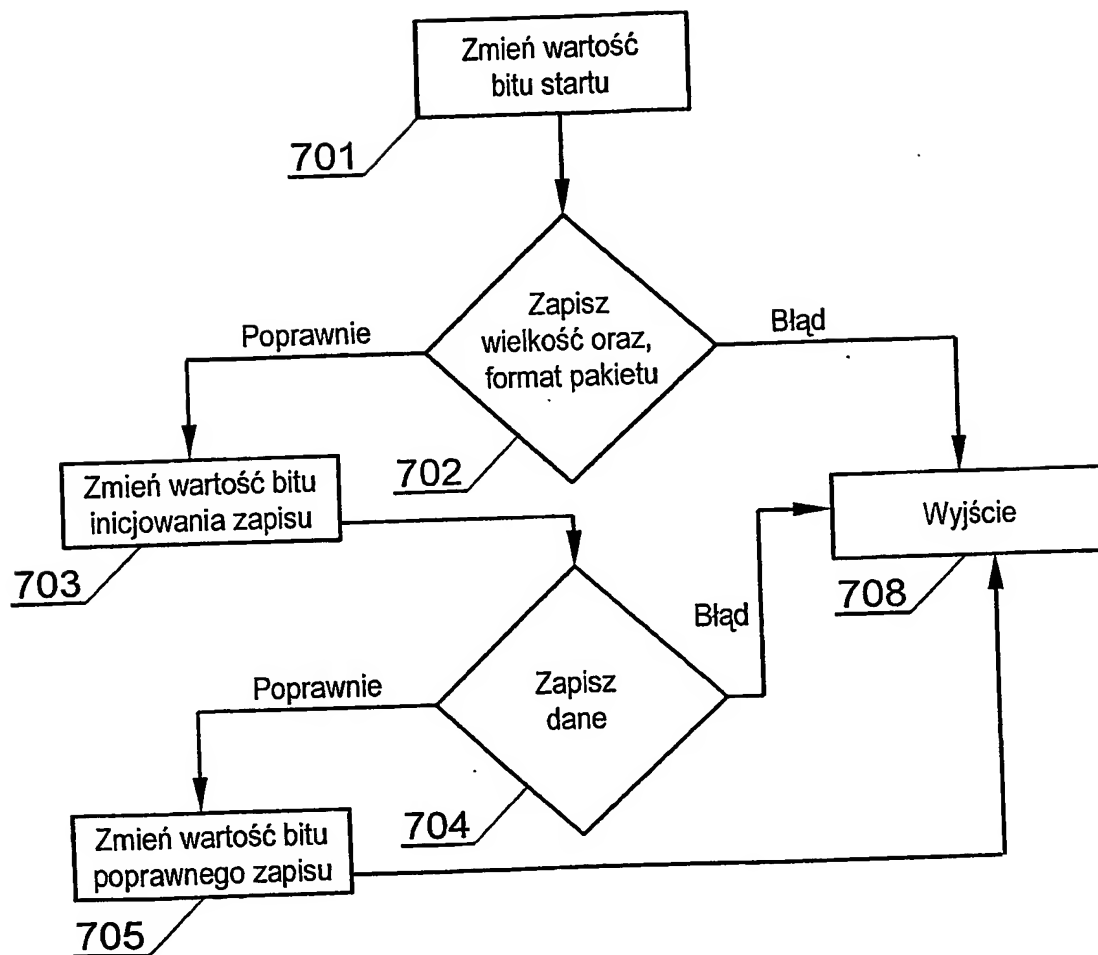 Zmień wartość
bitu startu
701
Zapisz
wielkość oraz,
format pakietu
Poprawnie
Błąd
702
Zmień wartość bitu
inicjowania zapisu
703
Wyjście
708
Błąd
Zapisz
dane
Poprawnie
704
Zmień wartość bitu
poprawnego zapisu
705